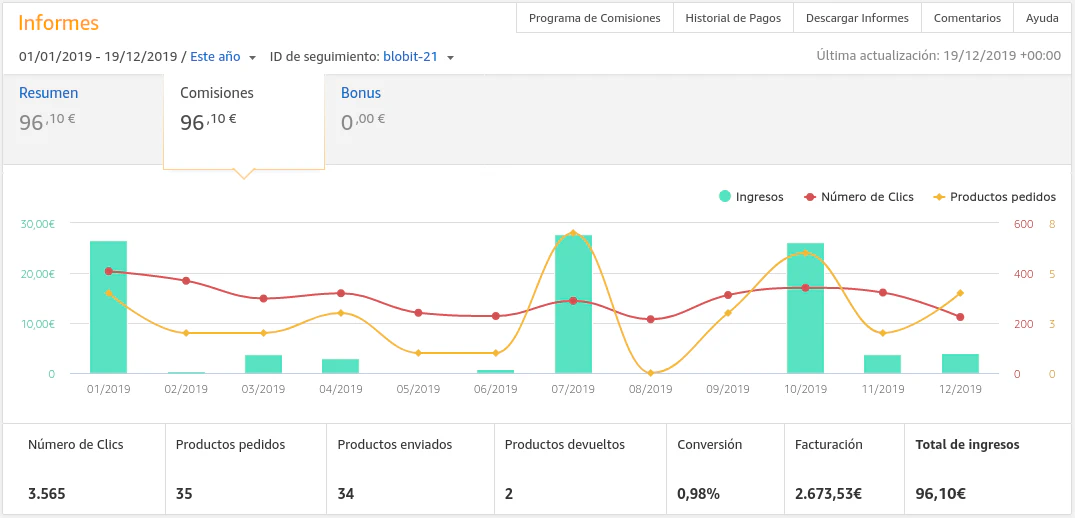 Informes
Programa de Comisiones
Historial de Pagos
Descargar Informes
Comentarios
Ayuda
01/01/2019 - 19/12/2019 / Este año ID de seguimiento: blobit-21
Última actualización: 19/12/2019 +00:00
Resumen
96,10 €
Comisiones
96,10 €
Bonus
0,00 €
Ingresos Número de Clics Productos pedidos
30,00€ 600 8
20,00€ 400 5
10,00€ 200 3
0 0 0
01/2019 02/2019 03/2019 04/2019 05/2019 06/2019 07/2019 08/2019 09/2019 10/2019 11/2019 12/2019
Número de Clics Productos pedidos Productos enviados Productos devueltos Conversión Facturación Total de ingresos
3.565 35 34 2 0,98% 2.673,53€ 96,10€